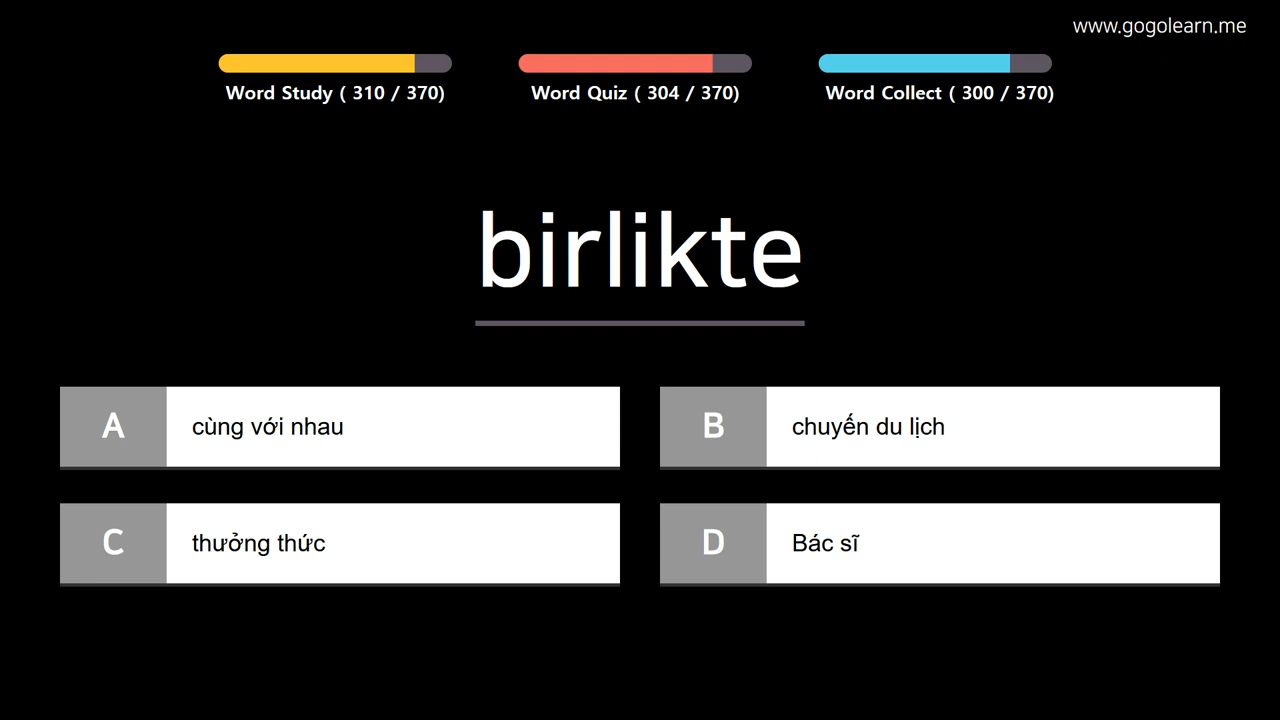 www.gogolearn.me
Word Study ( 310 / 370)
Word Quiz ( 304 / 370)
Word Collect ( 300 / 370)
birlikte
A
cùng với nhau
B
chuyến du lịch
C
thưởng thức
D
Bác sĩ